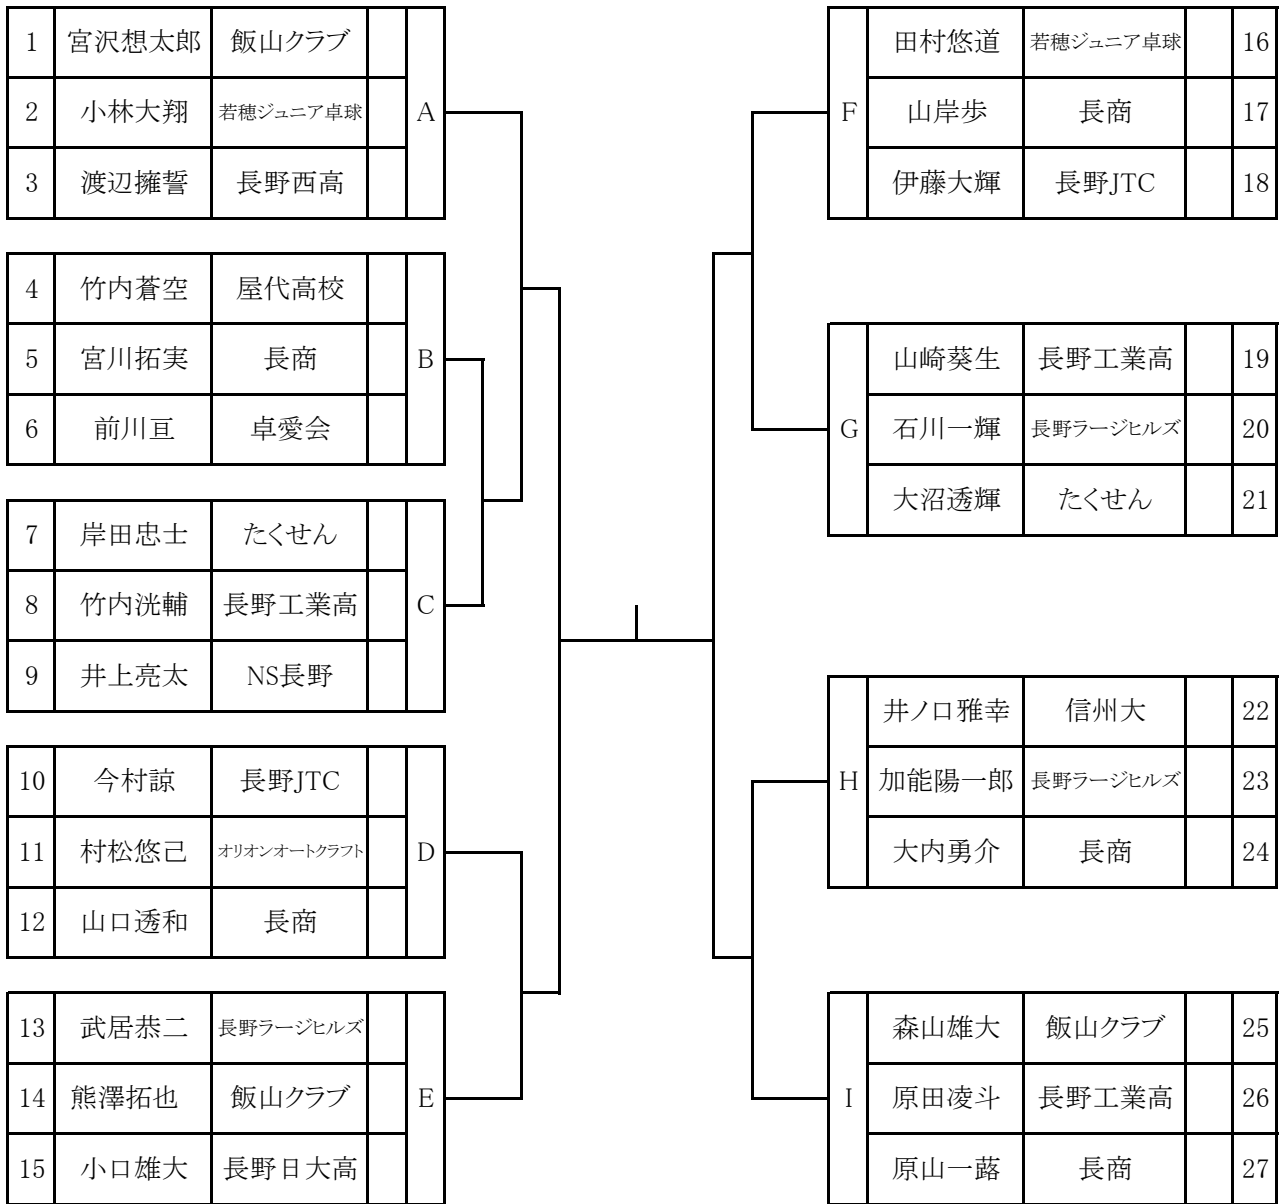 1 宮沢想太郎 飯山クラブ
2 小林大翔 若穂ジュニア卓球 A
3 渡辺擁誓 長野西高
4 竹内蒼空 屋代高校
5 宮川拓実 長商 B
6 前川亘 卓愛会
7 岸田忠士 たくせん
8 竹内洸輔 長野工業高 C
9 井上亮太 NS長野
10 今村諒 長野JTC
11 村松悠己 オリオンオートクラフト D
12 山口透和 長商
13 武居恭二 長野ラージヒルズ
14 熊澤拓也 飯山クラブ E
15 小口雄大 長野日大高
田村悠道 若穂ジュニア卓球 16
F 山岸歩 長商 17
伊藤大輝 長野JTC 18
山崎葵生 長野工業高 19
G 石川一輝 長野ラージヒルズ 20
大沼透輝 たくせん 21
井ノ口雅幸 信州大 22
H 加能陽一郎 長野ラージヒルズ 23
大内勇介 長商 24
森山雄大 飯山クラブ 25
I 原田凌斗 長野工業高 26
原山一蕗 長商 27